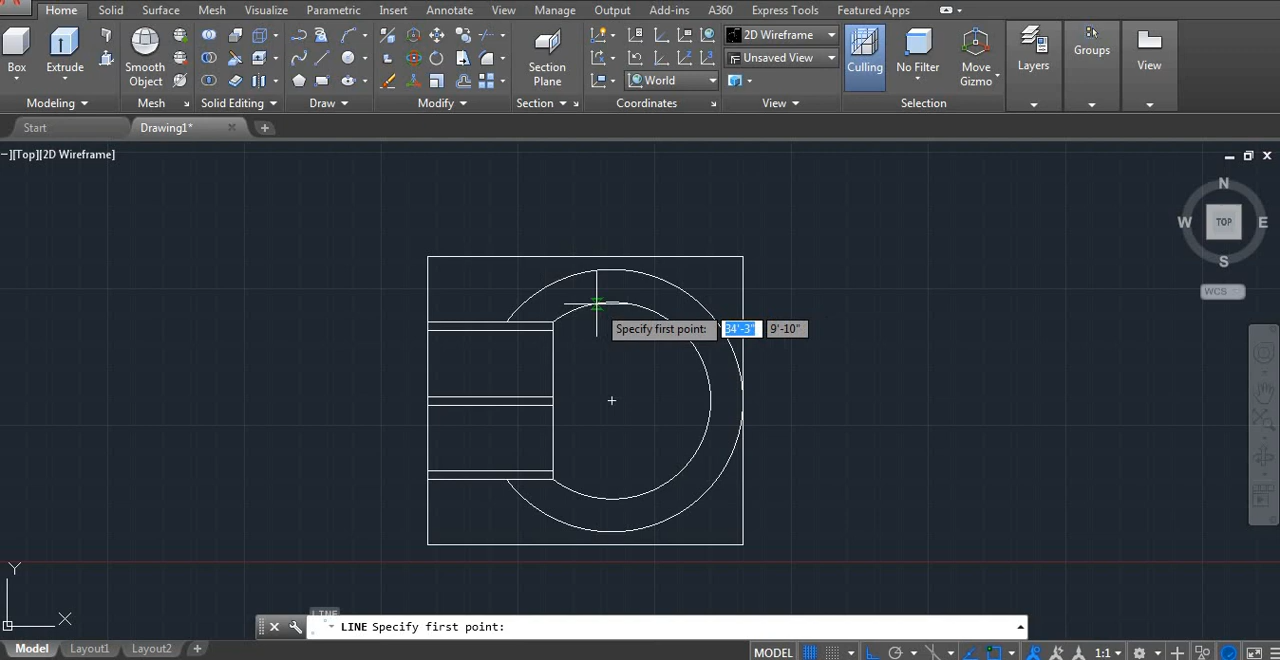 Home Solid Surface Mesh Visualize Parametric Insert Annotate View Manage Output Add-ins A360 Express Tools Featured Apps
Box Extrude Smooth Object Section Plane World 2D Wireframe Unsaved View Culling No Filter Move Gizmo Layers Groups View
Modeling Mesh Solid Editing Draw Modify Section Coordinates View Selection
Start Drawing1* +
–][Top][2D Wireframe]
N
W TOP E
S
WCS
Specify first point: 34'-3" 9'-10"
Y
X
LINE
LINE Specify first point:
Model Layout1 Layout2 + MODEL 1:1